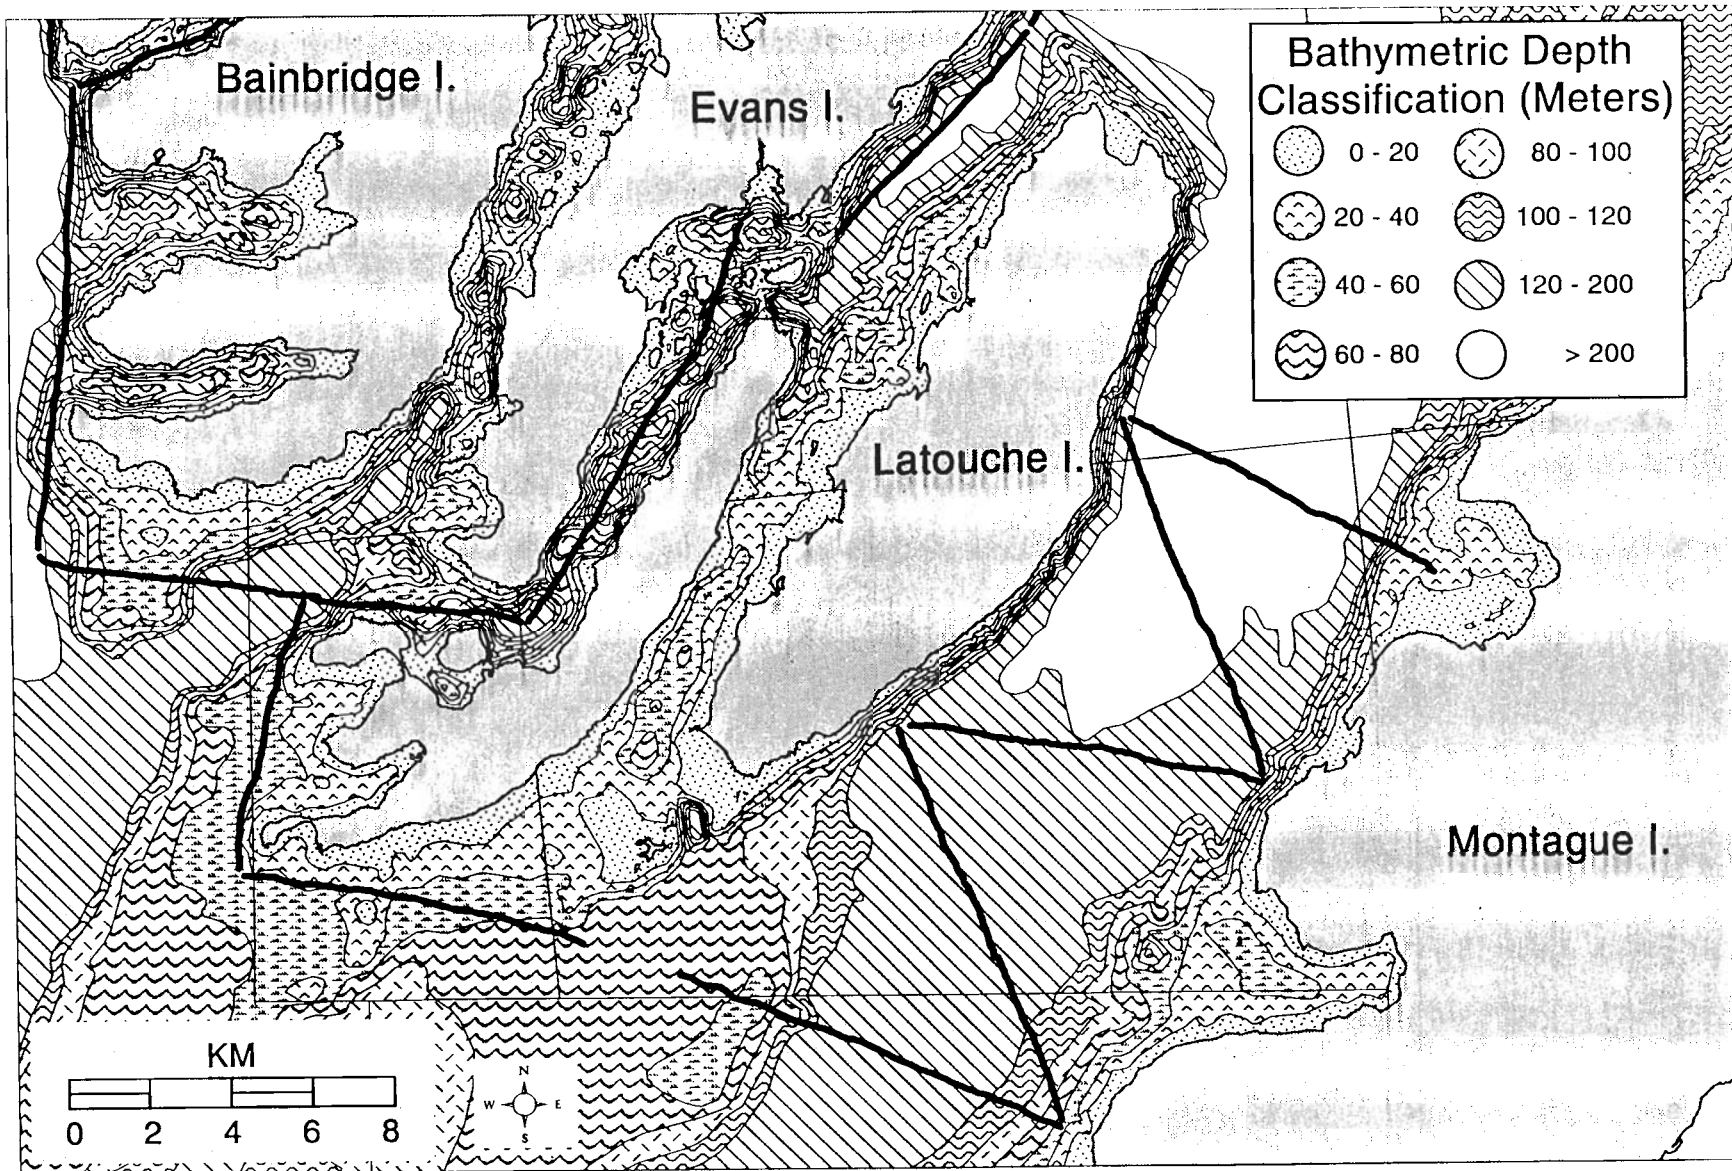 Bainbridge I.
Evans I.
Latouche I.
Montague I.
Bathymetric Depth
Classification (Meters)
0 - 20
80 - 100
20 - 40
100 - 120
40 - 60
120 - 200
60 - 80
> 200
KM
0 2 4 6 8
N
W E
S